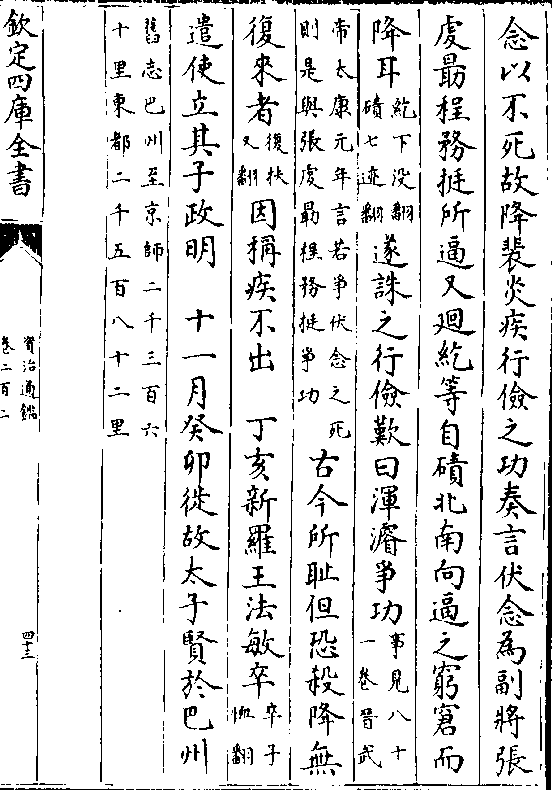 念以不死故降裴炎疾行儉之功奏言伏念為副將張
虔勗程務挺所逼又廻紇等自磧北南向逼之窮窘而
降耳紇下没翻磧七迹翻遂誅之行儉歎曰渾濬爭功事見八十一卷晉武
帝太康元年言若爭伏念之死則是與張虔勗程務挺爭功古今所恥但恐殺降無
復來者復扶又翻因稱疾不出 丁亥新羅王法敏卒卒子恤翻
遣使立其子政明 十一月癸卯徙故太子賢於巴州
舊志巴州至京師二千三百六十里東都二千五百八十二里
欽定四庫全書
資治通鑑
卷二百二
四十三